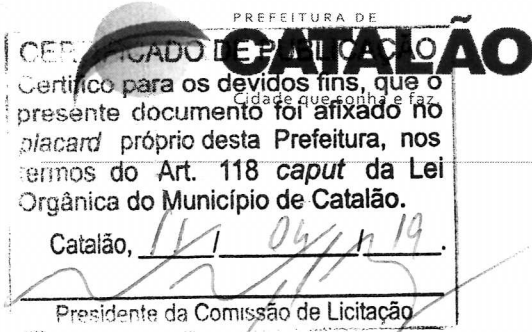 PREFEITURA DE
CATALÃO
Cidade que sonha e faz
CERTIFICADO DE PUBLICAÇÃO
Certifico para os devidos fins, que o
presente documento foi afixado no
placard próprio desta Prefeitura, nos
termos do Art. 118 caput da Lei
Orgânica do Município de Catalão.
Catalão, 11 / 04 / 19.
Presidente da Comissão de Licitação